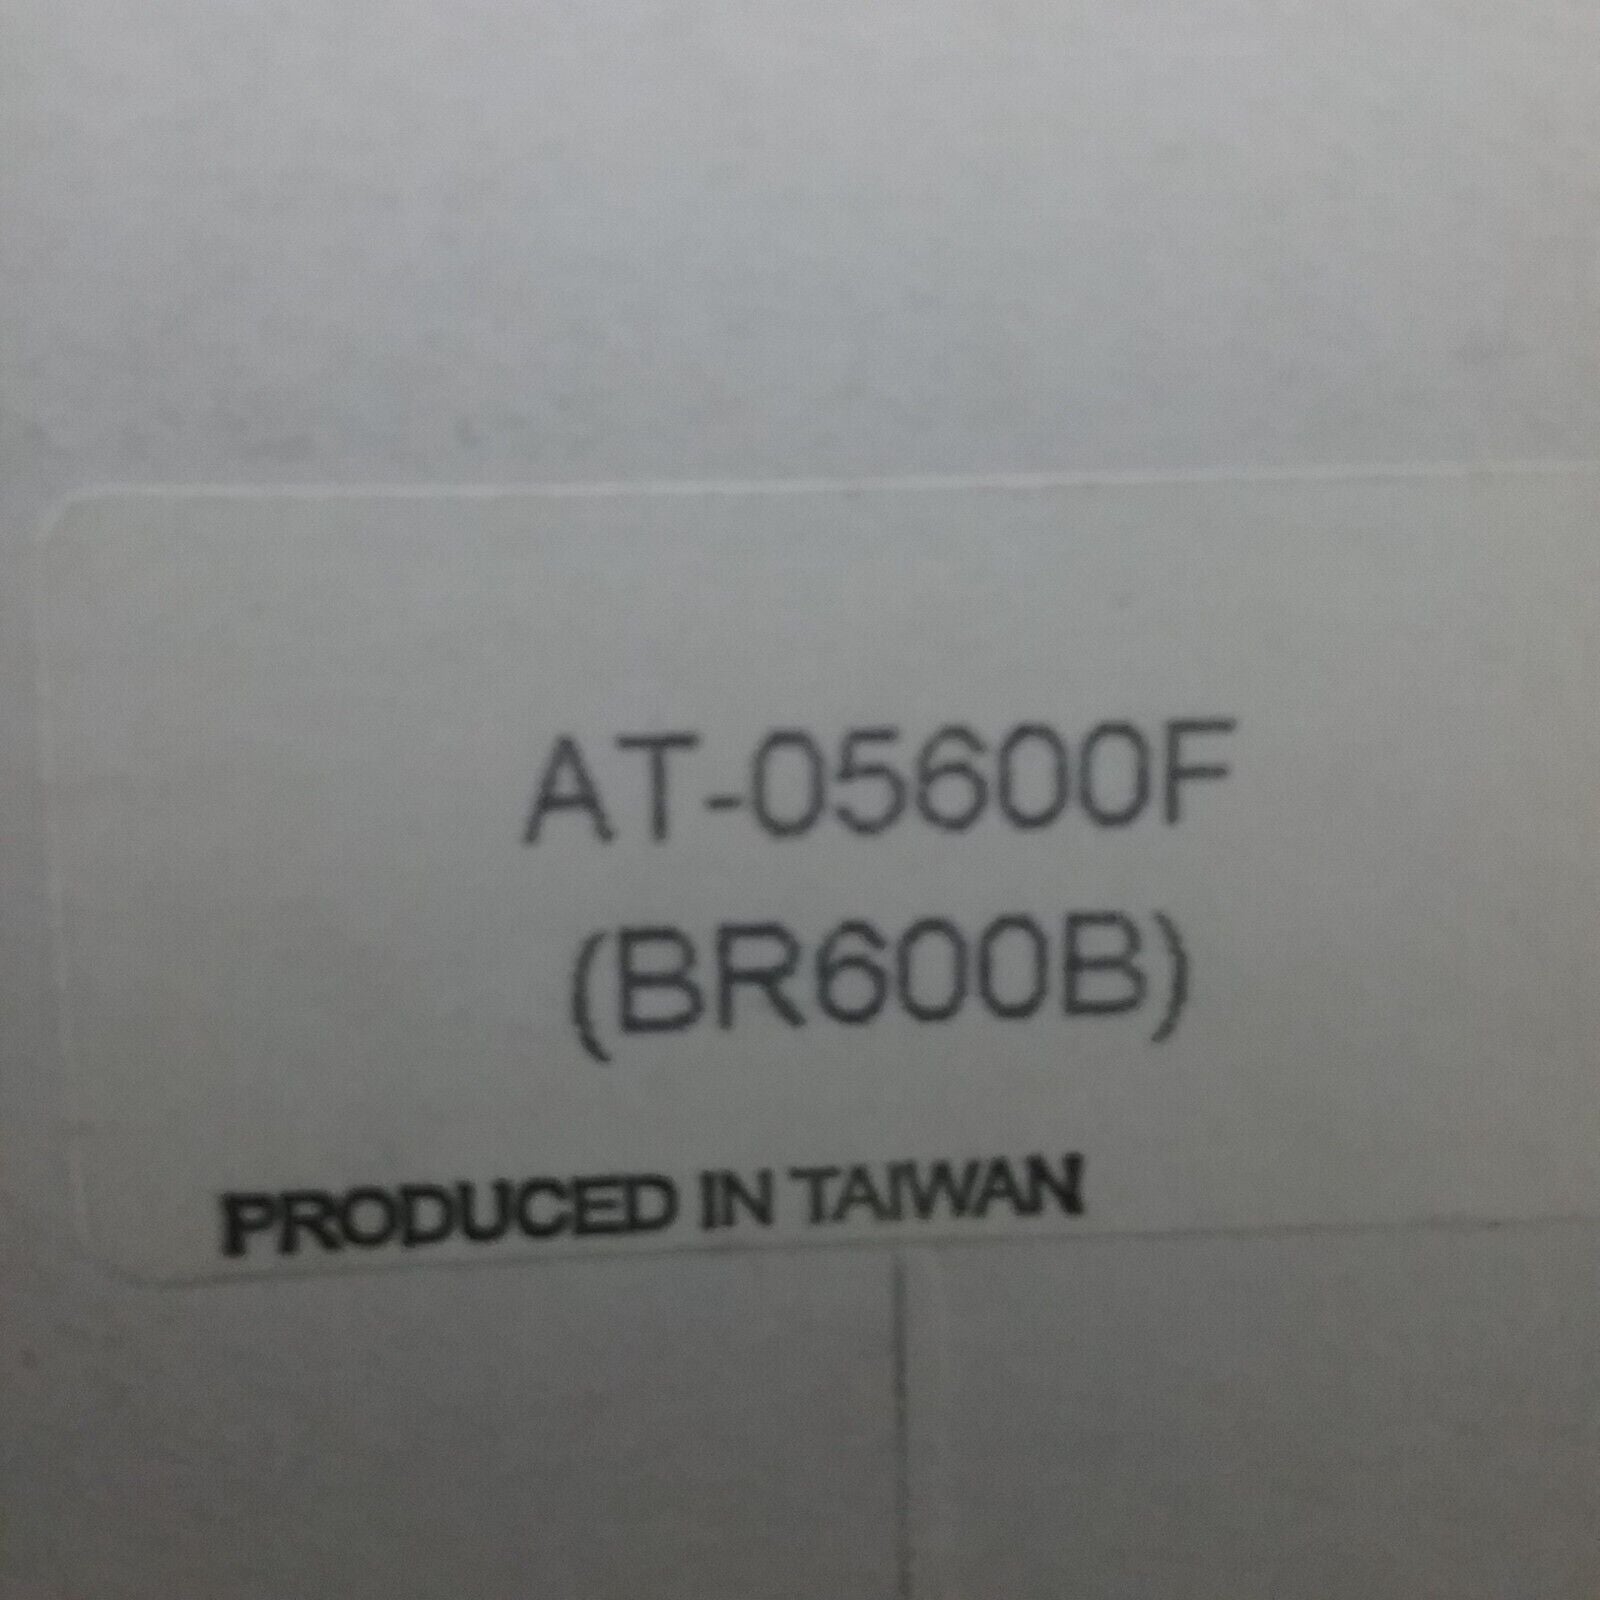 AT-05600F
(BR600B)
PRODUCED IN TAIWAN